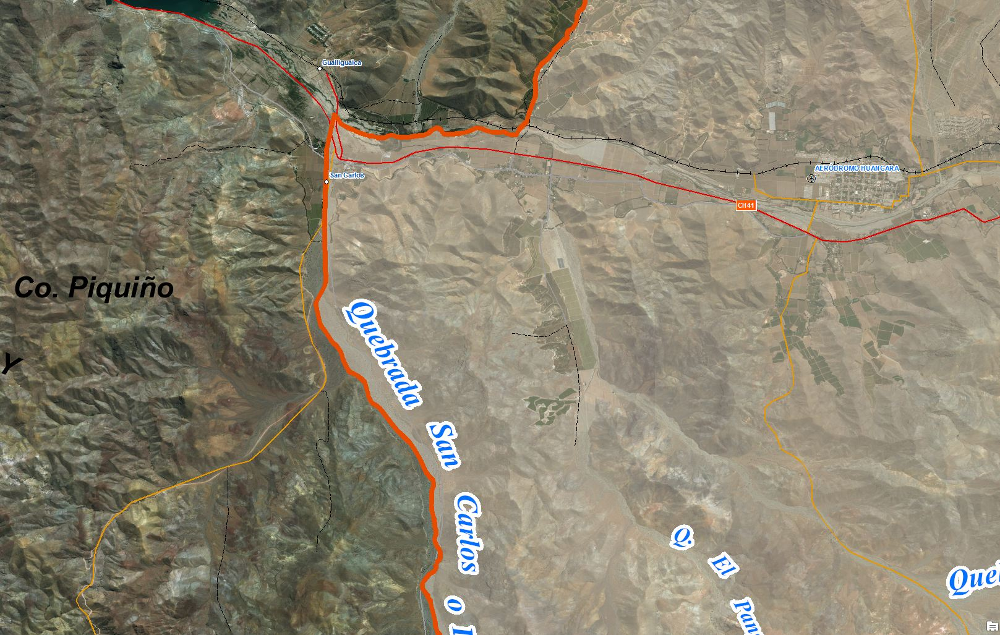 Gualliguaica
AERODROMO HUANCARA
San Carlos
CH41
Co. Piquiño
Quebrada
San
Carlos
o
Y
Q.
El